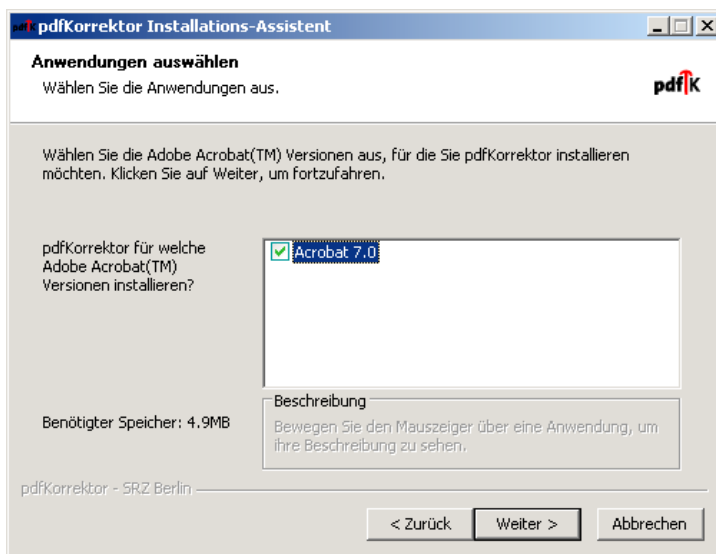 pdfKorrektor Installations-Assistent
Anwendungen auswählen
Wählen Sie die Anwendungen aus.
pdfK
Wählen Sie die Adobe Acrobat(TM) Versionen aus, für die Sie pdfKorrektor installieren
möchten. Klicken Sie auf Weiter, um fortzufahren.
pdfKorrektor für welche
Adobe Acrobat(TM)
Versionen installieren?
Acrobat 7.0
Benötigter Speicher: 4.9MB
Beschreibung
Bewegen Sie den Mauszeiger über eine Anwendung, um
ihre Beschreibung zu sehen.
pdfKorrektor - SRZ Berlin
< Zurück
Weiter >
Abbrechen